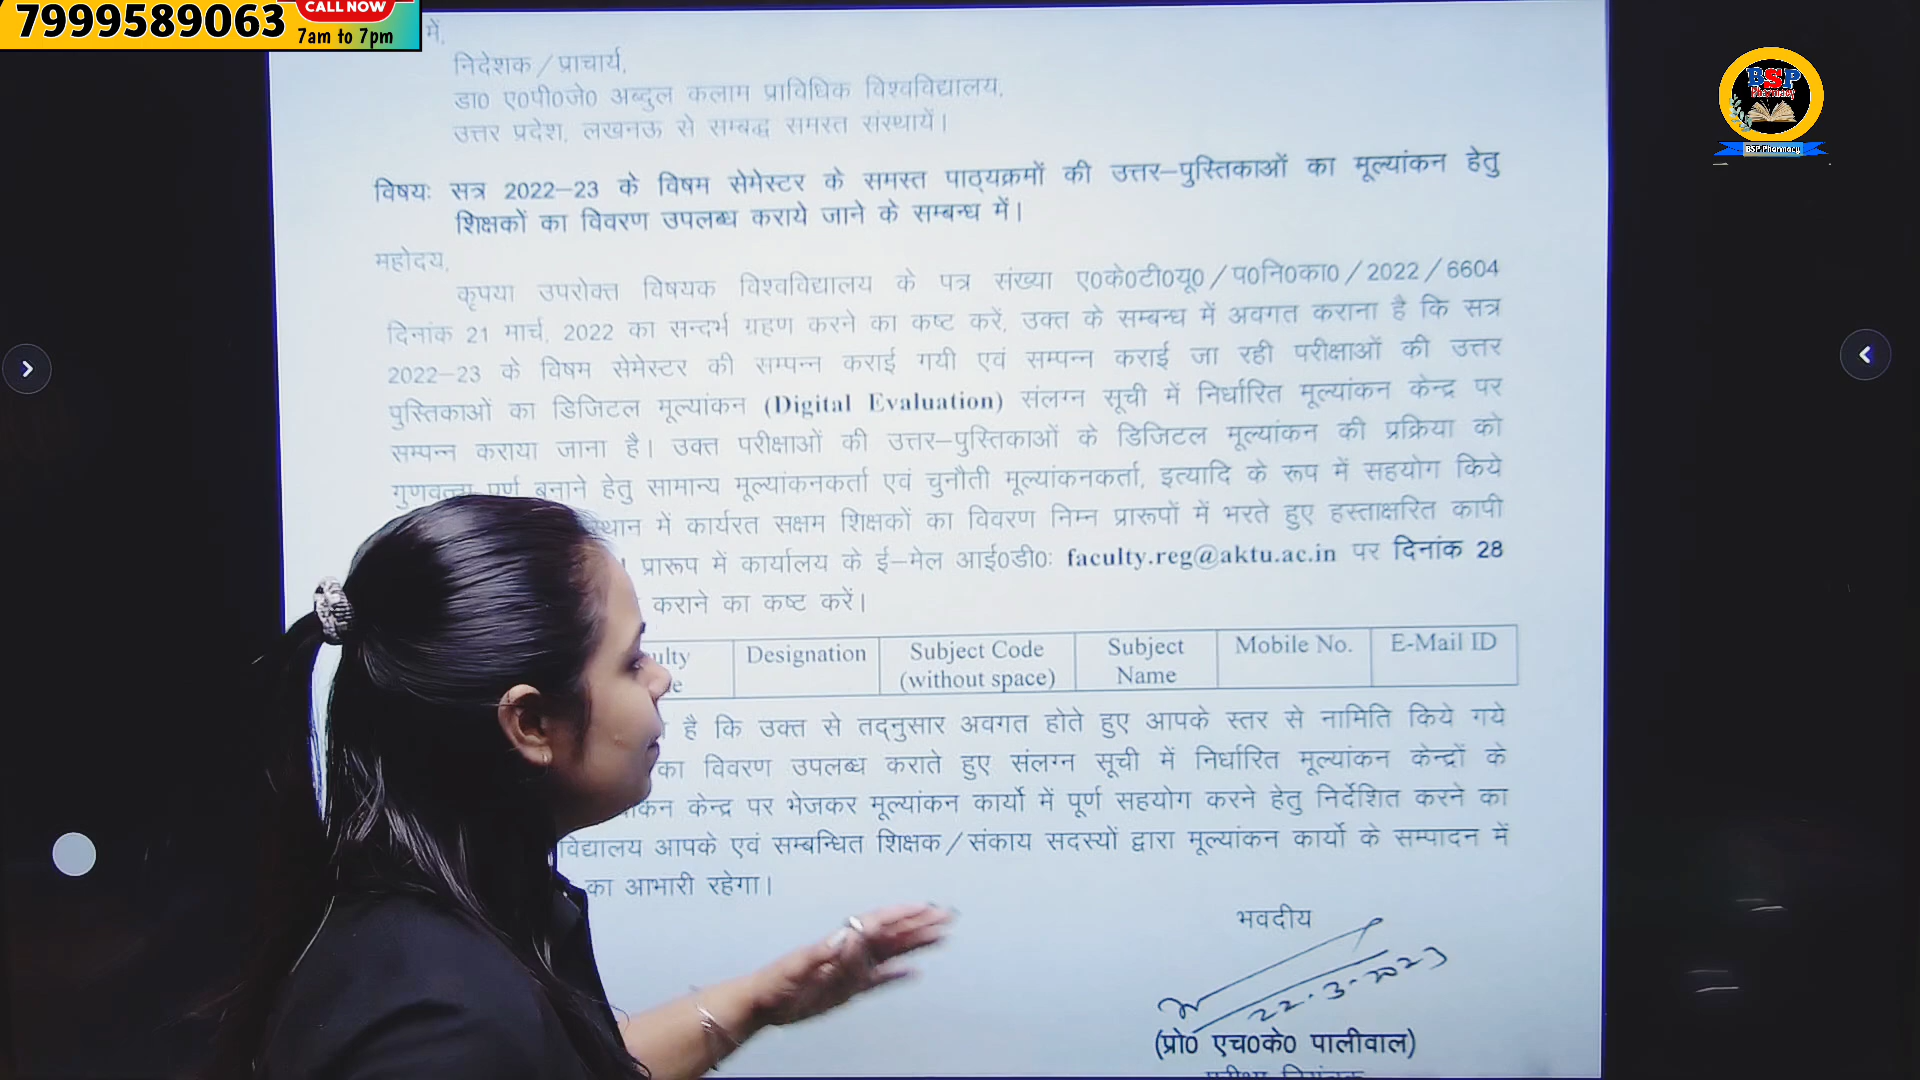 7999589063
CALL NOW
7am to 7pm
BSP
Pharmacy
BSP Pharmacy
में,
निदेशक / प्राचार्य,
डा0 ए0पी0जे0 अब्दुल कलाम प्राविधिक विश्वविद्यालय,
उत्तर प्रदेश, लखनऊ से सम्बद्ध समस्त संस्थायें।
विषयः सत्र 2022–23 के विषम सेमेस्टर के समस्त पाठ्यक्रमों की उत्तर–पुस्तिकाओं का मूल्यांकन हेतु
शिक्षकों का विवरण उपलब्ध कराये जाने के सम्बन्ध में।
महोदय,
कृपया उपरोक्त विषयक विश्वविद्यालय के पत्र संख्या ए0के0टी0यू0 / प0नि0का0 / 2022 / 6604
दिनांक 21 मार्च, 2022 का सन्दर्भ ग्रहण करने का कष्ट करें, उक्त के सम्बन्ध में अवगत कराना है कि सत्र
2022–23 के विषम सेमेस्टर की सम्पन्न कराई गयी एवं सम्पन्न कराई जा रही परीक्षाओं की उत्तर
पुस्तिकाओं का डिजिटल मूल्यांकन (Digital Evaluation) संलग्न सूची में निर्धारित मूल्यांकन केन्द्र पर
सम्पन्न कराया जाना है। उक्त परीक्षाओं की उत्तर–पुस्तिकाओं के डिजिटल मूल्यांकन की प्रक्रिया को
गुणवत्ता पूर्ण बनाने हेतु सामान्य मूल्यांकनकर्ता एवं चुनौती मूल्यांकनकर्ता, इत्यादि के रूप में सहयोग किये
में कार्यरत सक्षम शिक्षकों का विवरण निम्न प्रारूपों में भरते हुए हस्ताक्षरित कापी
। प्रारूप में कार्यालय के ई–मेल आई0डी0: faculty.reg@aktu.ac.in पर दिनांक 28
कराने का कष्ट करें।
Designation Subject Code (without space) Subject Name Mobile No. E-Mail ID
है कि उक्त से तद्नुसार अवगत होते हुए आपके स्तर से नामिति किये गये
का विवरण उपलब्ध कराते हुए संलग्न सूची में निर्धारित मूल्यांकन केन्द्रों के
केन्द्र पर भेजकर मूल्यांकन कार्यो में पूर्ण सहयोग करने हेतु निर्देशित करने का
आपके एवं सम्बन्धित शिक्षक / संकाय सदस्यों द्वारा मूल्यांकन कार्यो के सम्पादन में
का आभारी रहेगा।
भवदीय
22.3.2023
(प्रो0 एच0के0 पालीवाल)